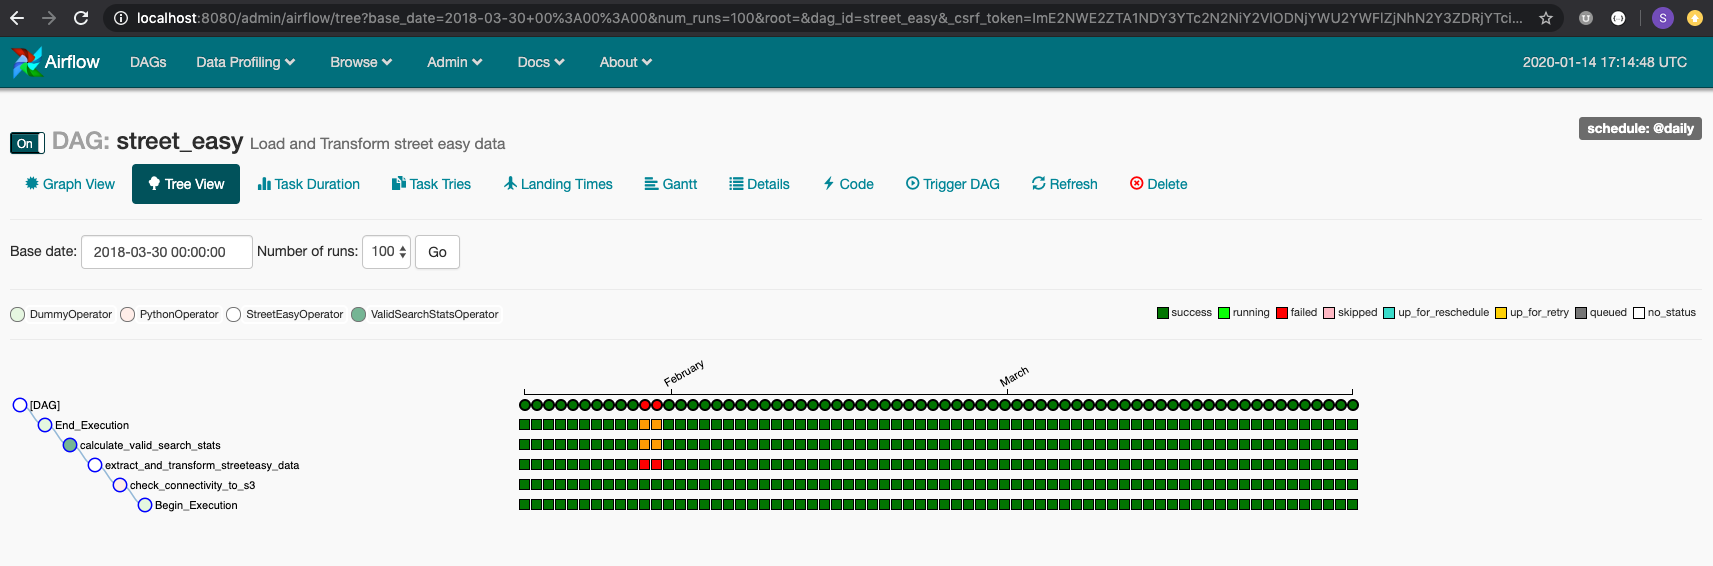 localhost:8080/admin/airflow/tree?base_date=2018-03-30+00%3A00%3A00&num_runs=100&root=&dag_id=street_easy&_csrf_token=ImE2NWE2ZTA1NDY3YTc2N2NiY2VlODNjYWU2YWFlZjNhN2Y3ZDRjYTci...
S
Airflow DAGs Data Profiling Browse Admin Docs About 2020-01-14 17:14:48 UTC
schedule: @daily
On DAG: street_easy Load and Transform street easy data
Graph View Tree View Task Duration Task Tries Landing Times Gantt Details Code Trigger DAG Refresh Delete
Base date: 2018-03-30 00:00:00 Number of runs: 100 Go
DummyOperator PythonOperator StreetEasyOperator ValidSearchStatsOperator success running failed skipped up_for_reschedule up_for_retry queued no_status
February March
[DAG]
End_Execution
calculate_valid_search_stats
extract_and_transform_streeteasy_data
check_connectivity_to_s3
Begin_Execution